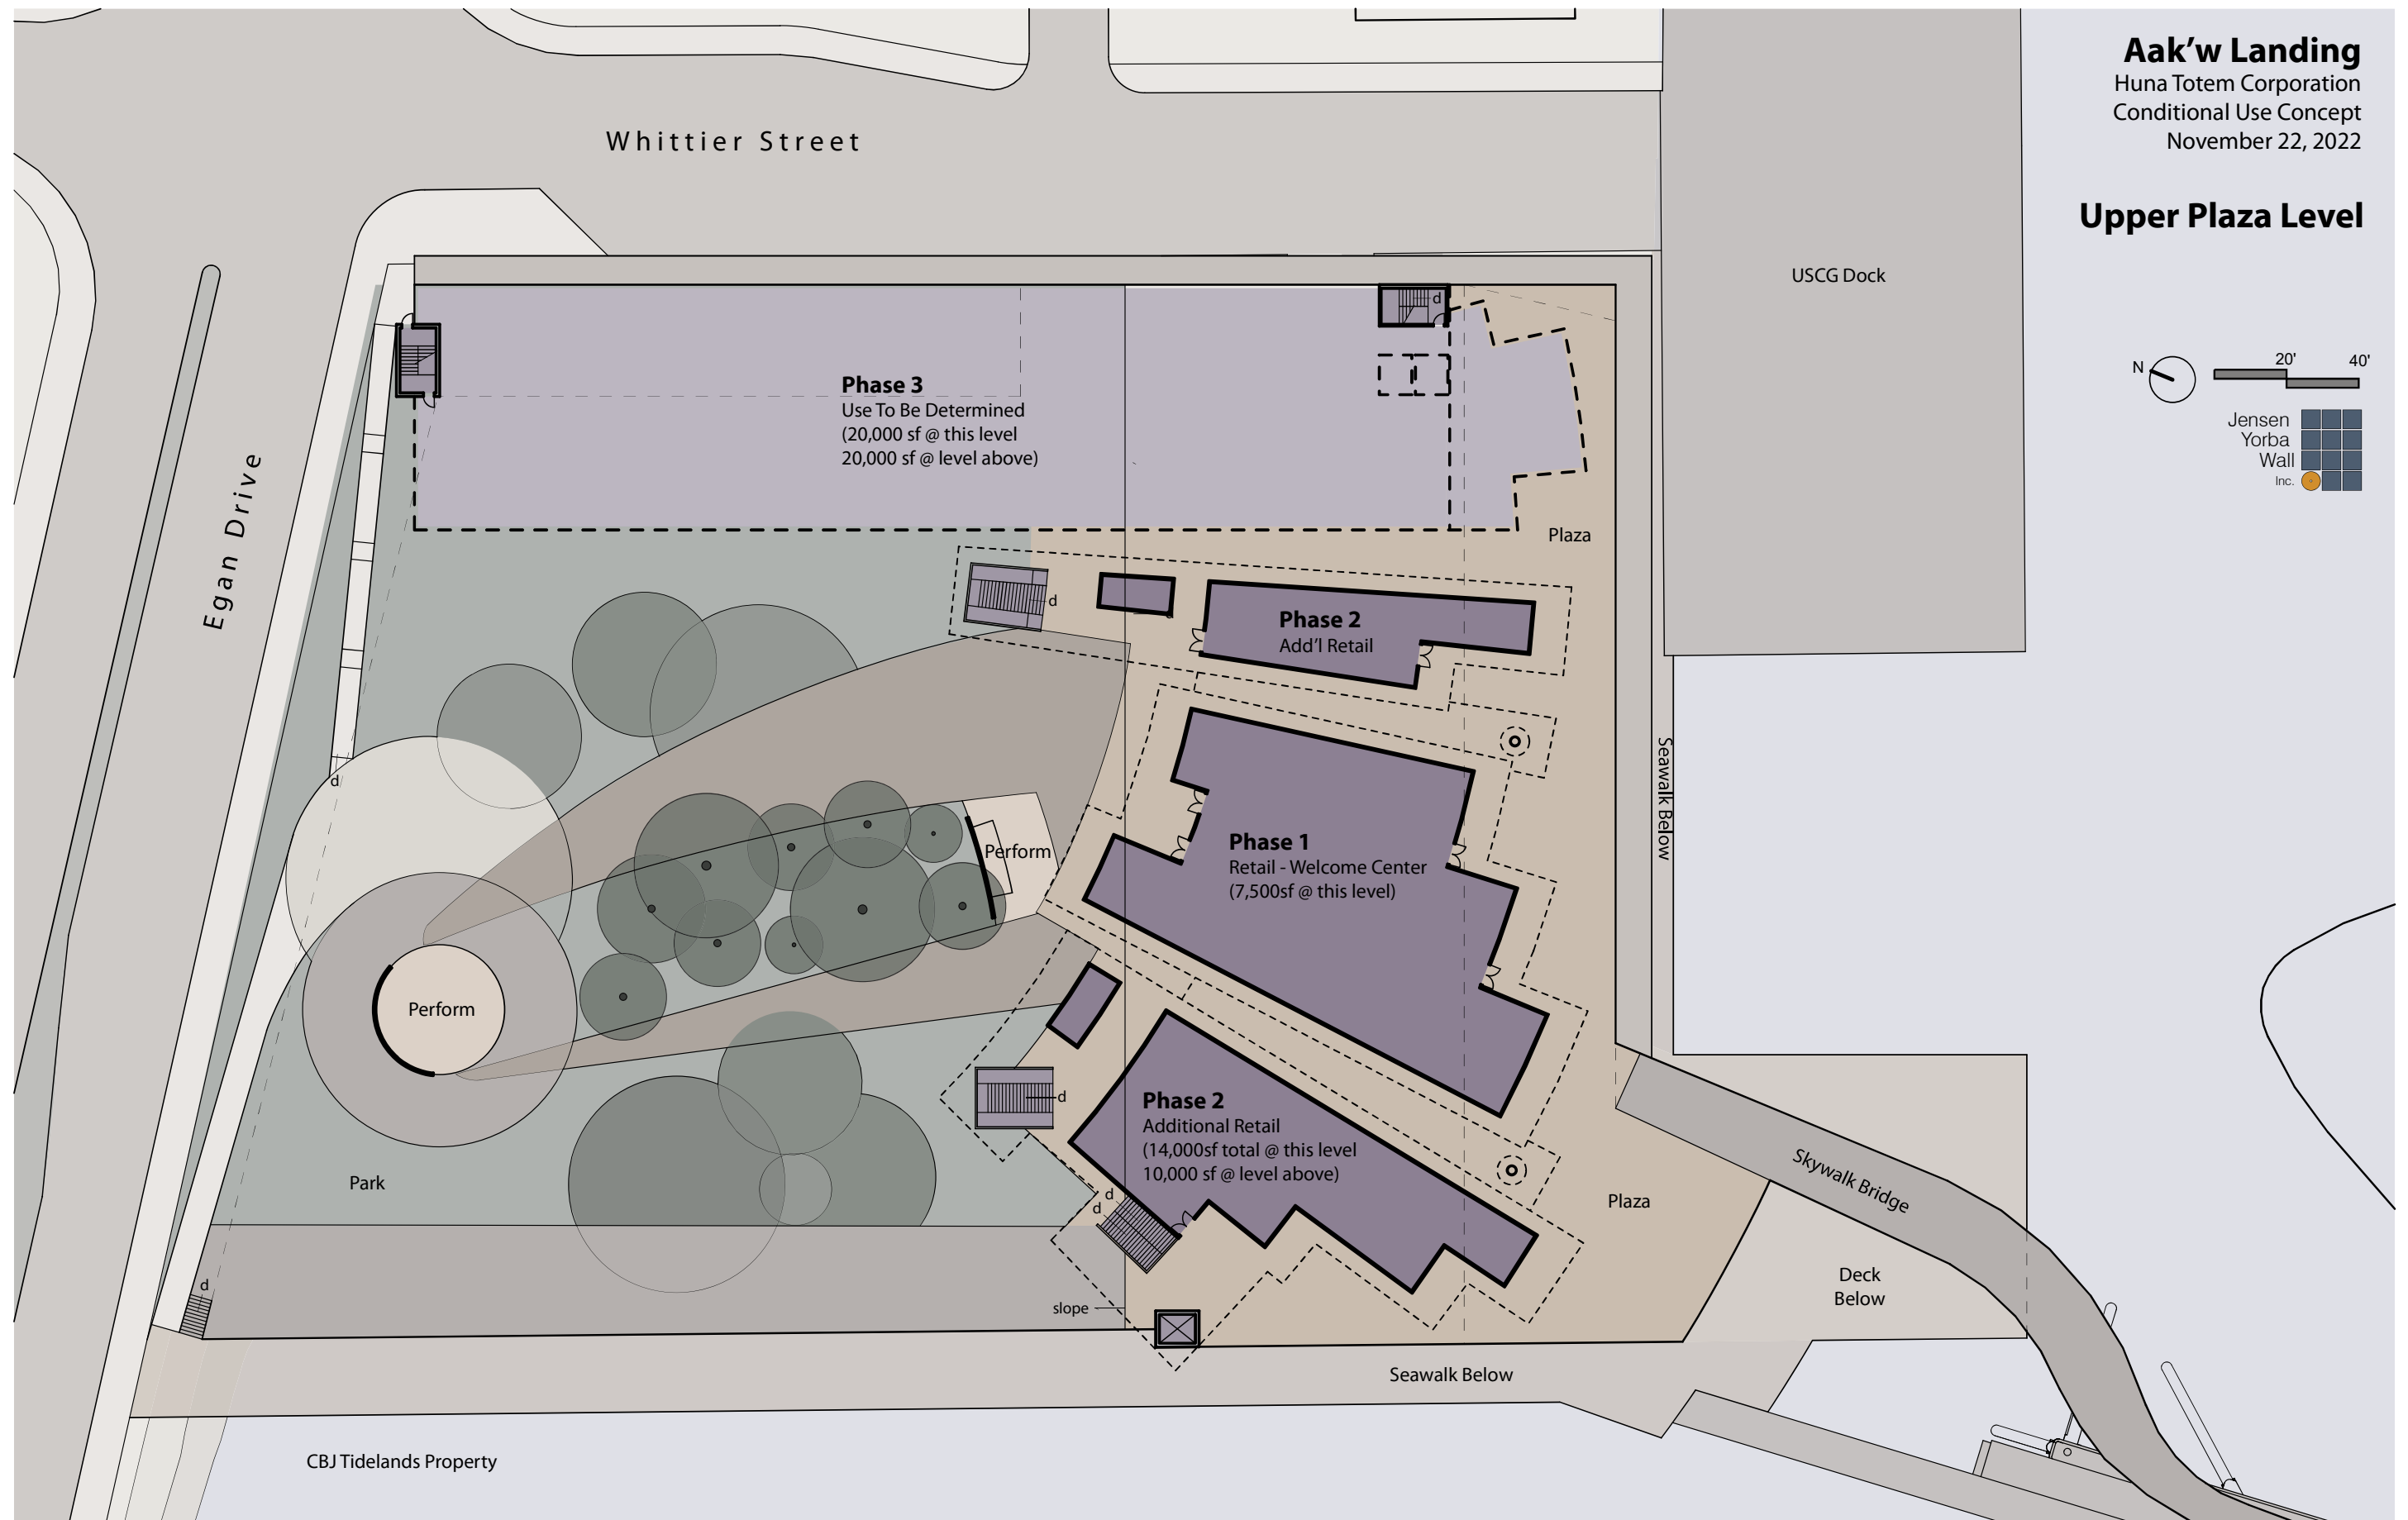 Aak’w Landing
Huna Totem Corporation
Conditional Use Concept
November 22, 2022
Upper Plaza Level
Whittier Street
USCG Dock
N
20'
40'
Jensen
Yorba
Wall
Inc.
Egan Drive
d
Phase 3
Use To Be Determined
(20,000 sf @ this level
20,000 sf @ level above)
Plaza
d
Phase 2
Add’l Retail
Seawalk Below
d
Perform
Phase 1
Retail - Welcome Center
(7,500sf @ this level)
Perform
d
Phase 2
Additional Retail
(14,000sf total @ this level
10,000 sf @ level above)
Skywalk Bridge
Park
d
d
Plaza
Deck
Below
d
slope
Seawalk Below
CBJ Tidelands Property